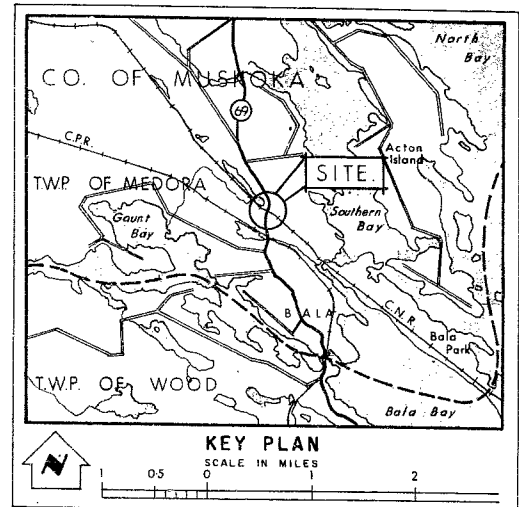 North
Bay
CO. OF MUSKOKA
69
C.P.R.
Acton
Island
SITE.
TWP. OF MEDORA
Gaunt
Bay
Southern
Bay
BALA
C.N.R.
Bala
Park
TWP. OF WOOD
Bala Bay
N
KEY PLAN
SCALE IN MILES
1 0·5 0 1 2